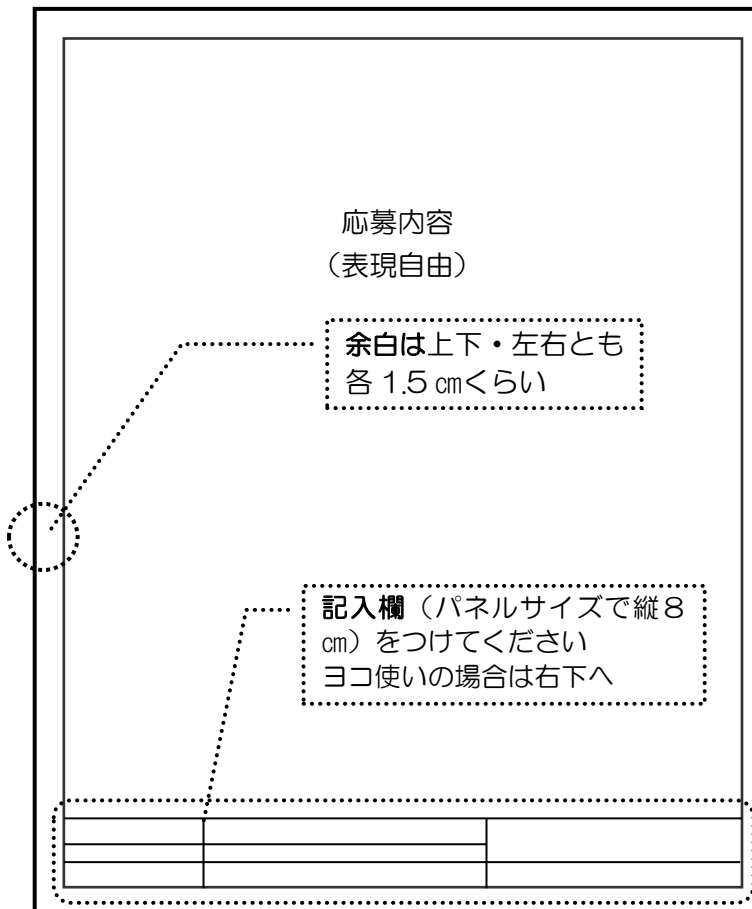 応募内容
（表現自由）
余白は上下・左右とも
各 1.5 ㎝くらい
記入欄（パネルサイズで縦８
㎝）をつけてください
ヨコ使いの場合は右下へ